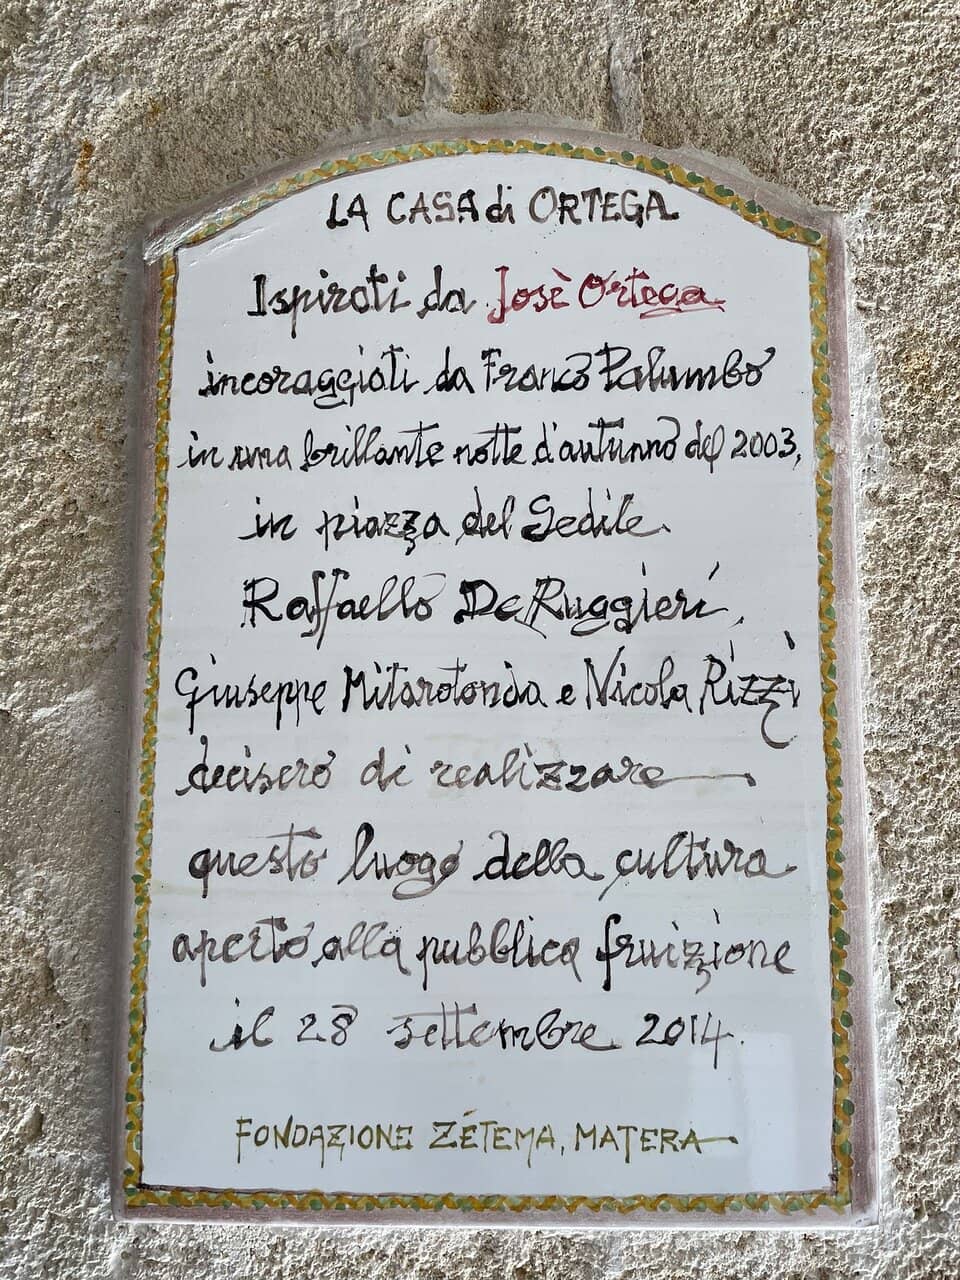 LA CASA di ORTEGA
Ispirati da Josè Ortega
incoraggiati da Franco Palumbo
in una brillante notte d'autunno del 2003,
in piazza del Sedile
Raffaello De Ruggieri,
Giuseppe Mitarotonda e Nicola Rizzi
decisero di realizzare
questo luogo della cultura
aperto alla pubblica fruizione
il 28 settembre 2014.
FONDAZIONE ZÉTEMA, MATERA